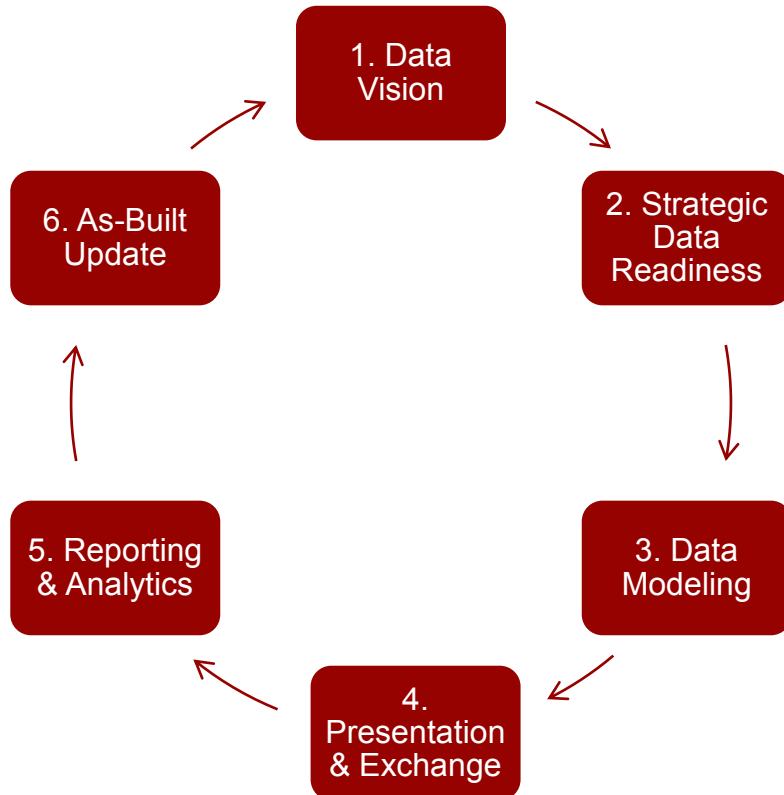 1. Data
Vision
2. Strategic
Data
Readiness
3. Data
Modeling
4.
Presentation
& Exchange
5. Reporting
& Analytics
6. As-Built
Update